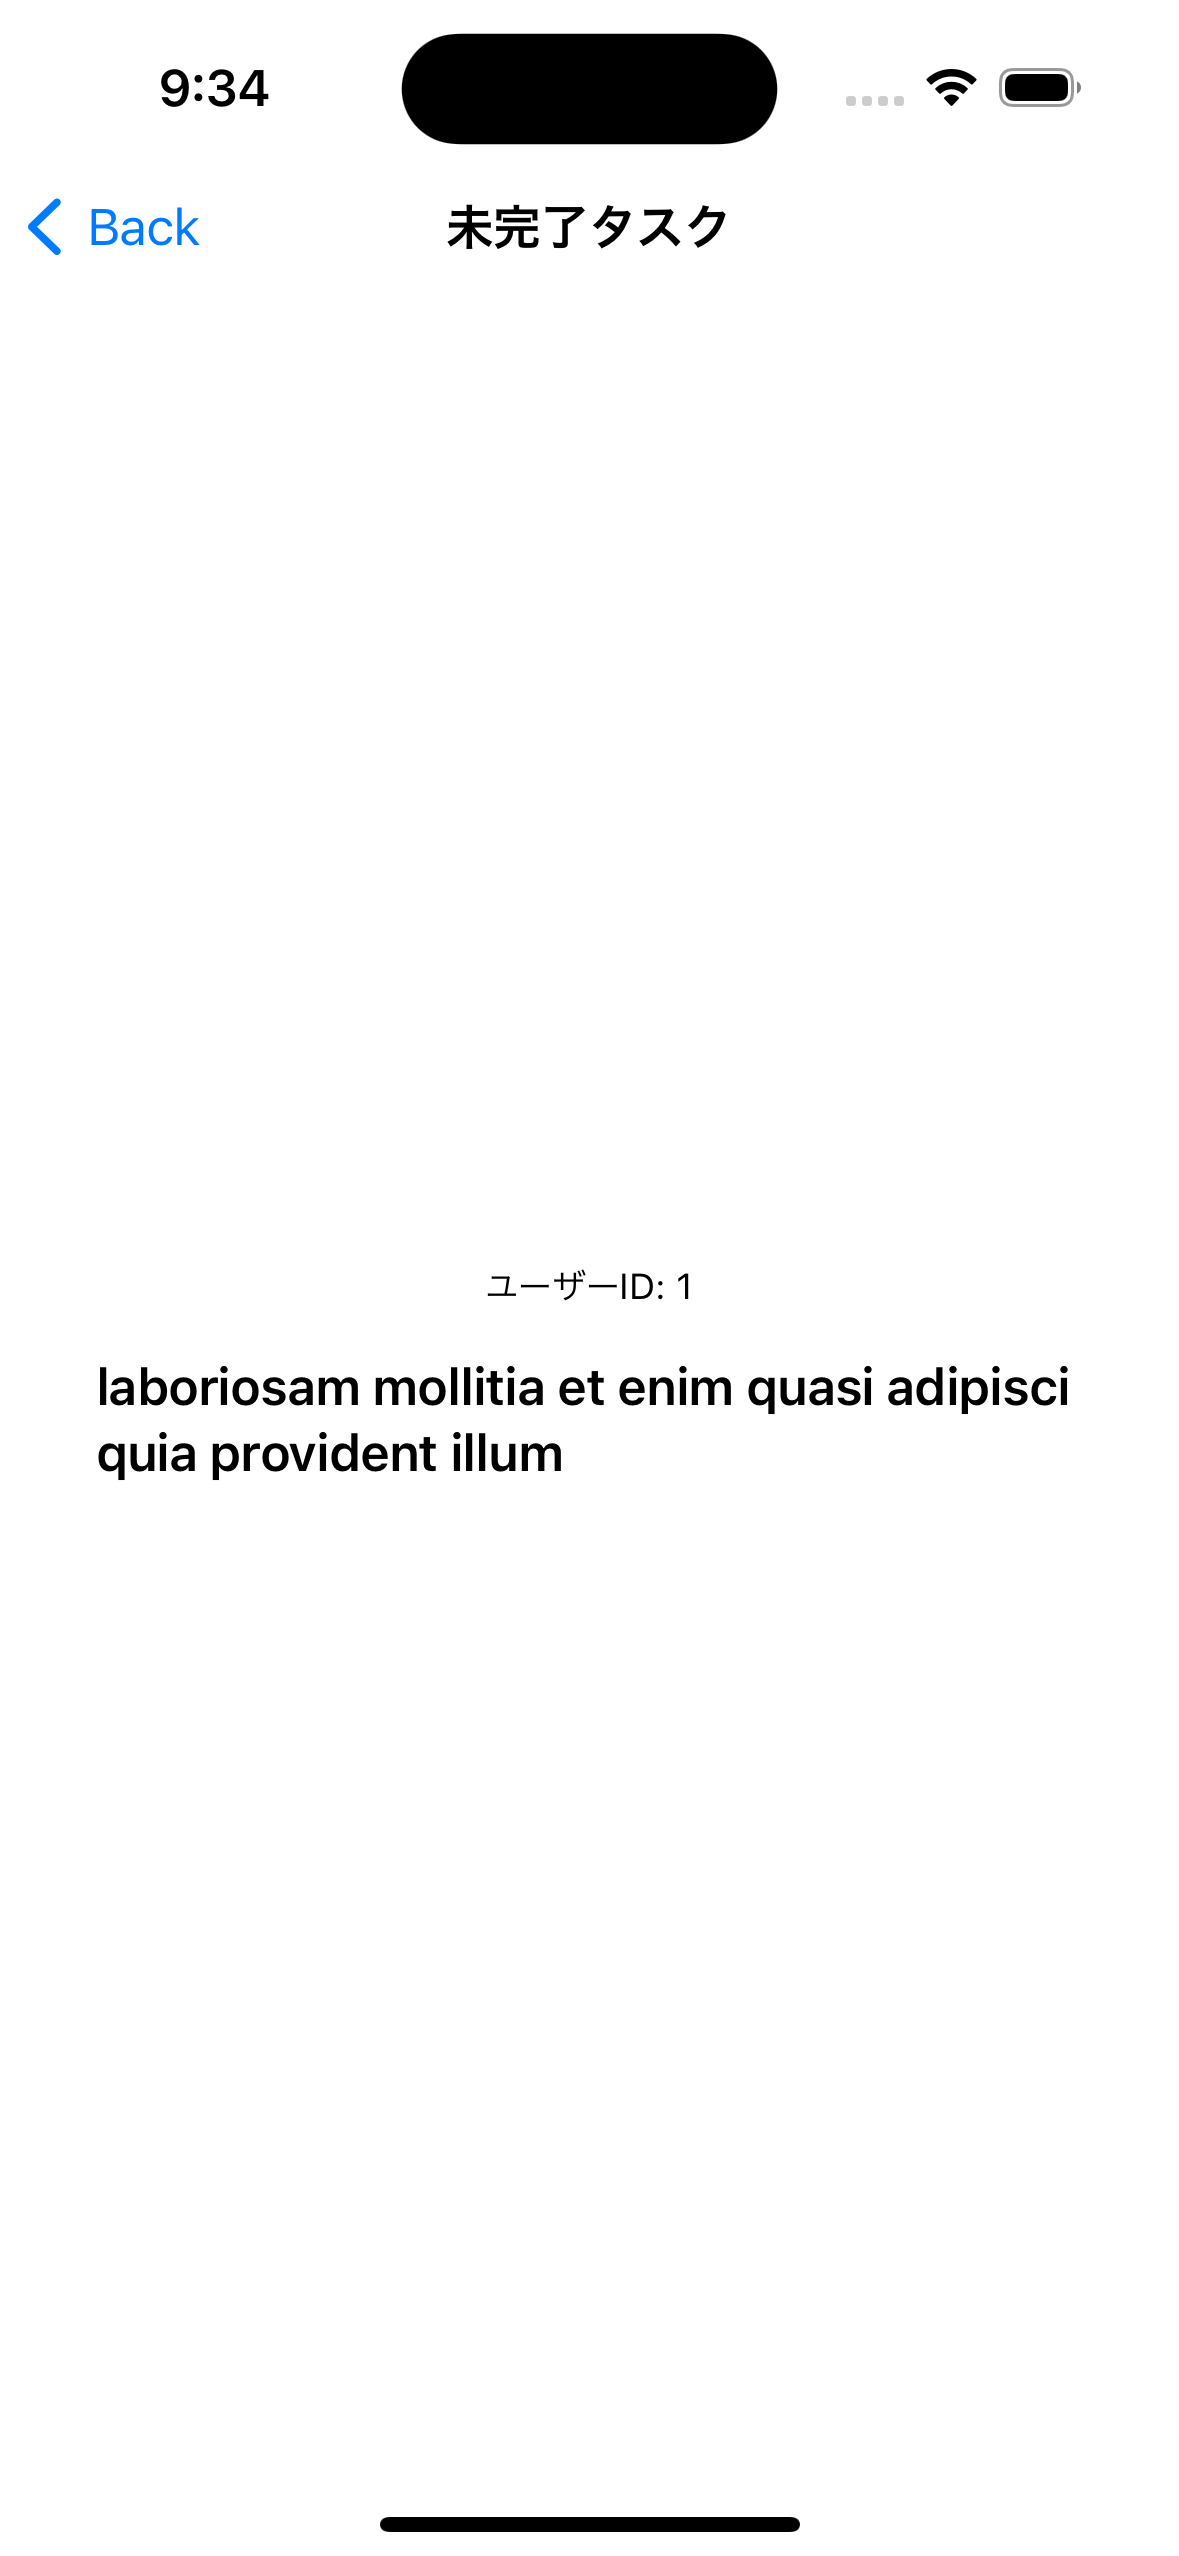 9:34
Back
未完了タスク
ユーザーID: 1
laboriosam mollitia et enim quasi adipisci
quia provident illum